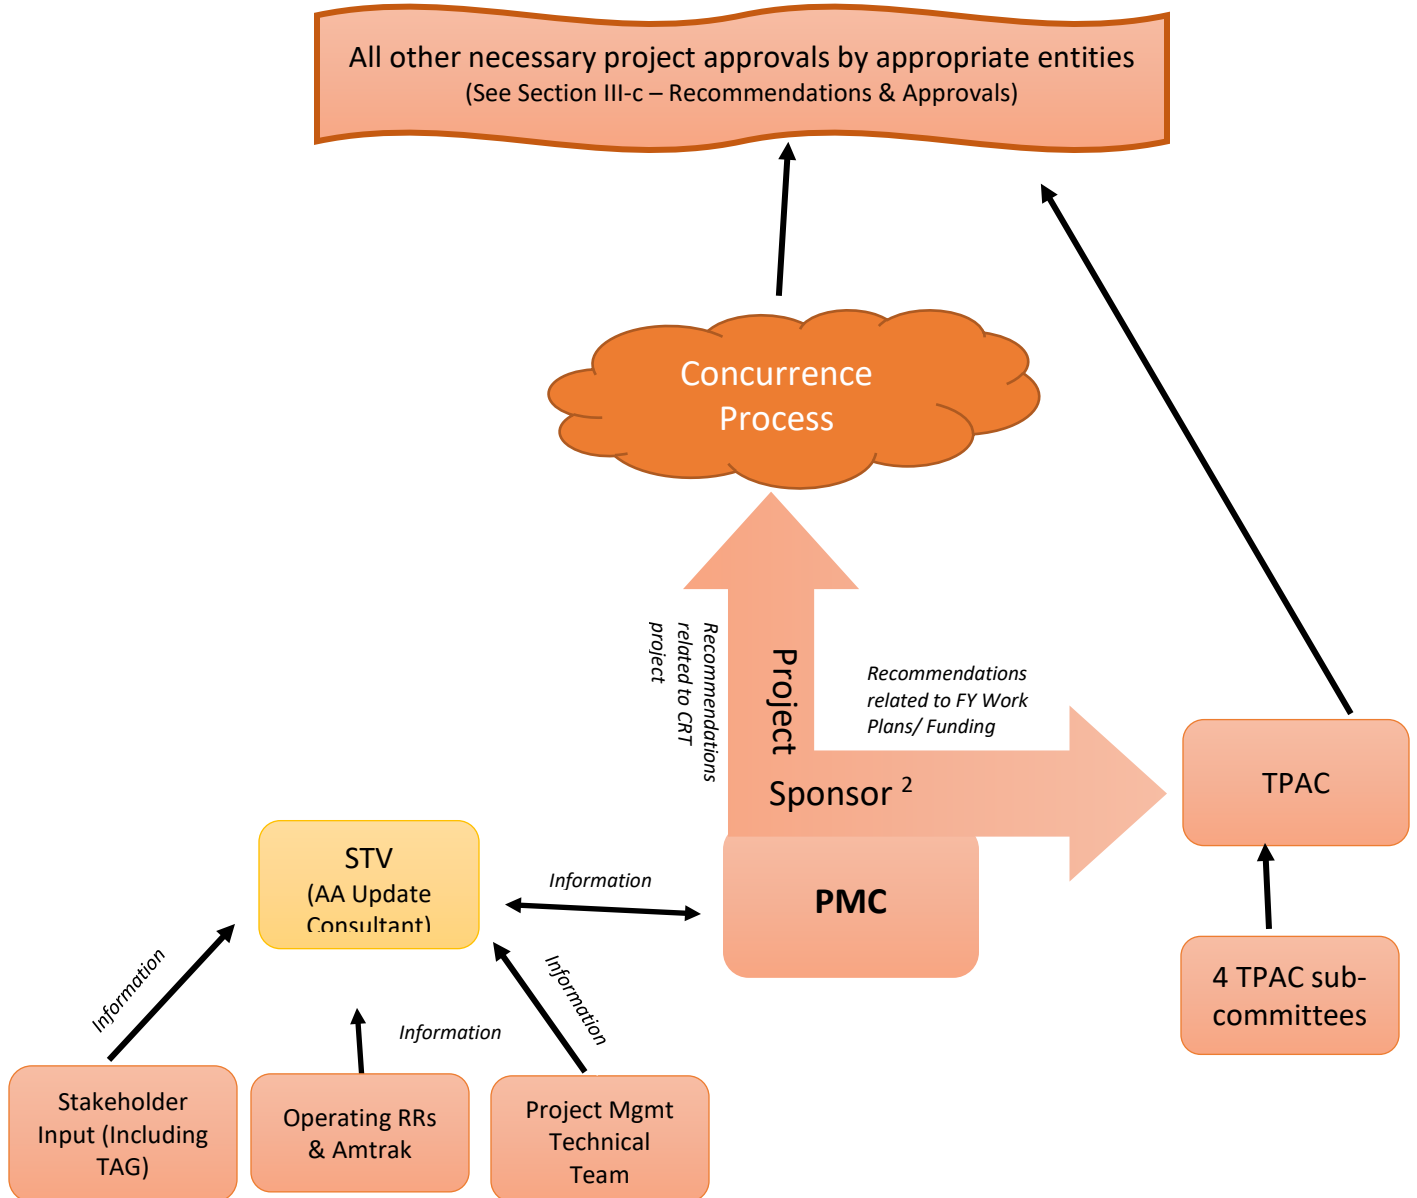 All other necessary project approvals by appropriate entities
(See Section III-c – Recommendations & Approvals)
Concurrence
Process
Recommendations
related to CRT
project
Project
Sponsor 2
Recommendations
related to FY Work
Plans/ Funding
TPAC
STV
(AA Update
Consultant)
Information
PMC
4 TPAC sub-
committees
Information
Information
Information
Stakeholder
Input (Including
TAG)
Operating RRs
& Amtrak
Project Mgmt
Technical
Team